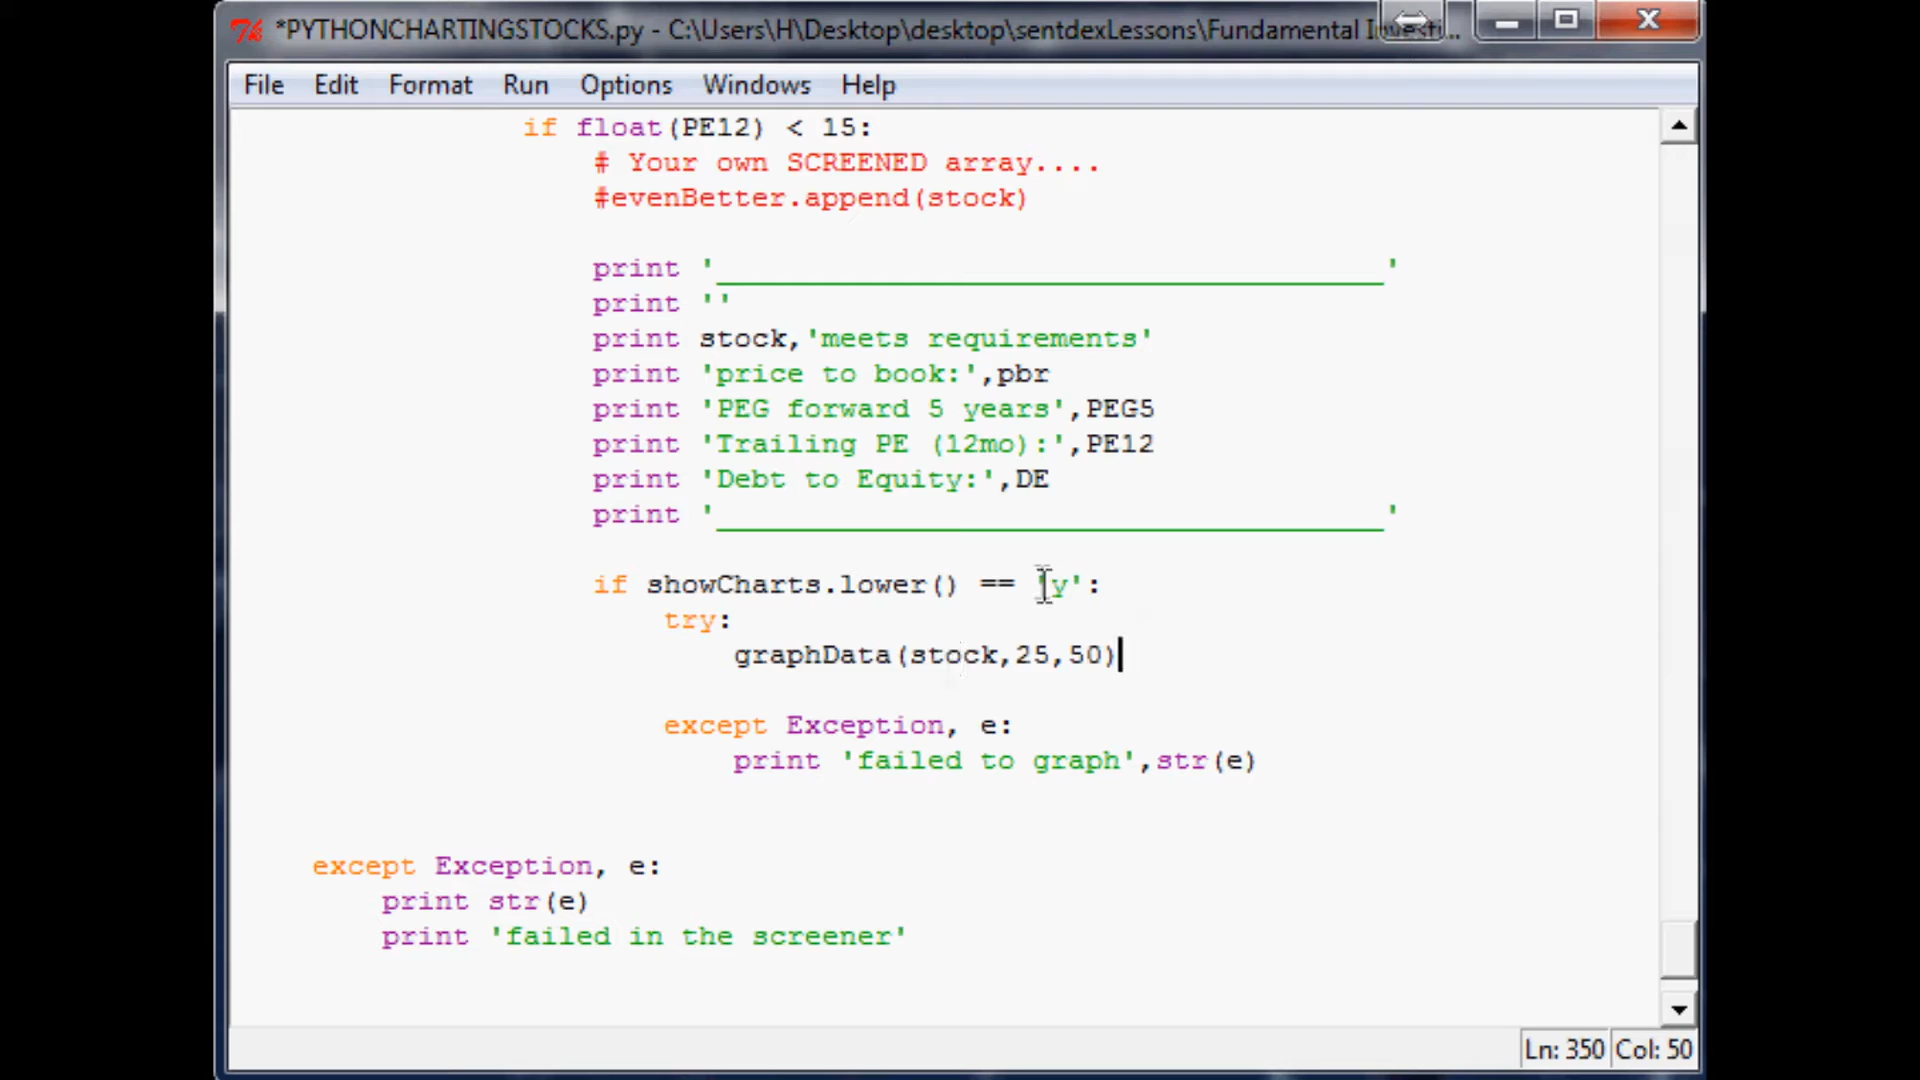 *PYTHONCHARTINGSTOCKS.py - C:\Users\H\Desktop\desktop\sentdexLessons\Fundamental Investi...
File Edit Format Run Options Windows Help
if float(PE12) < 15:
# Your own SCREENED array....
#evenBetter.append(stock)
print '______________________________________'
print ''
print stock,'meets requirements'
print 'price to book:',pbr
print 'PEG forward 5 years',PEG5
print 'Trailing PE (12mo):',PE12
print 'Debt to Equity:',DE
print '______________________________________'
if showCharts.lower() == 'y':
try:
graphData(stock,25,50)
except Exception, e:
print 'failed to graph',str(e)
except Exception, e:
print str(e)
print 'failed in the screener'
Ln: 350 Col: 50